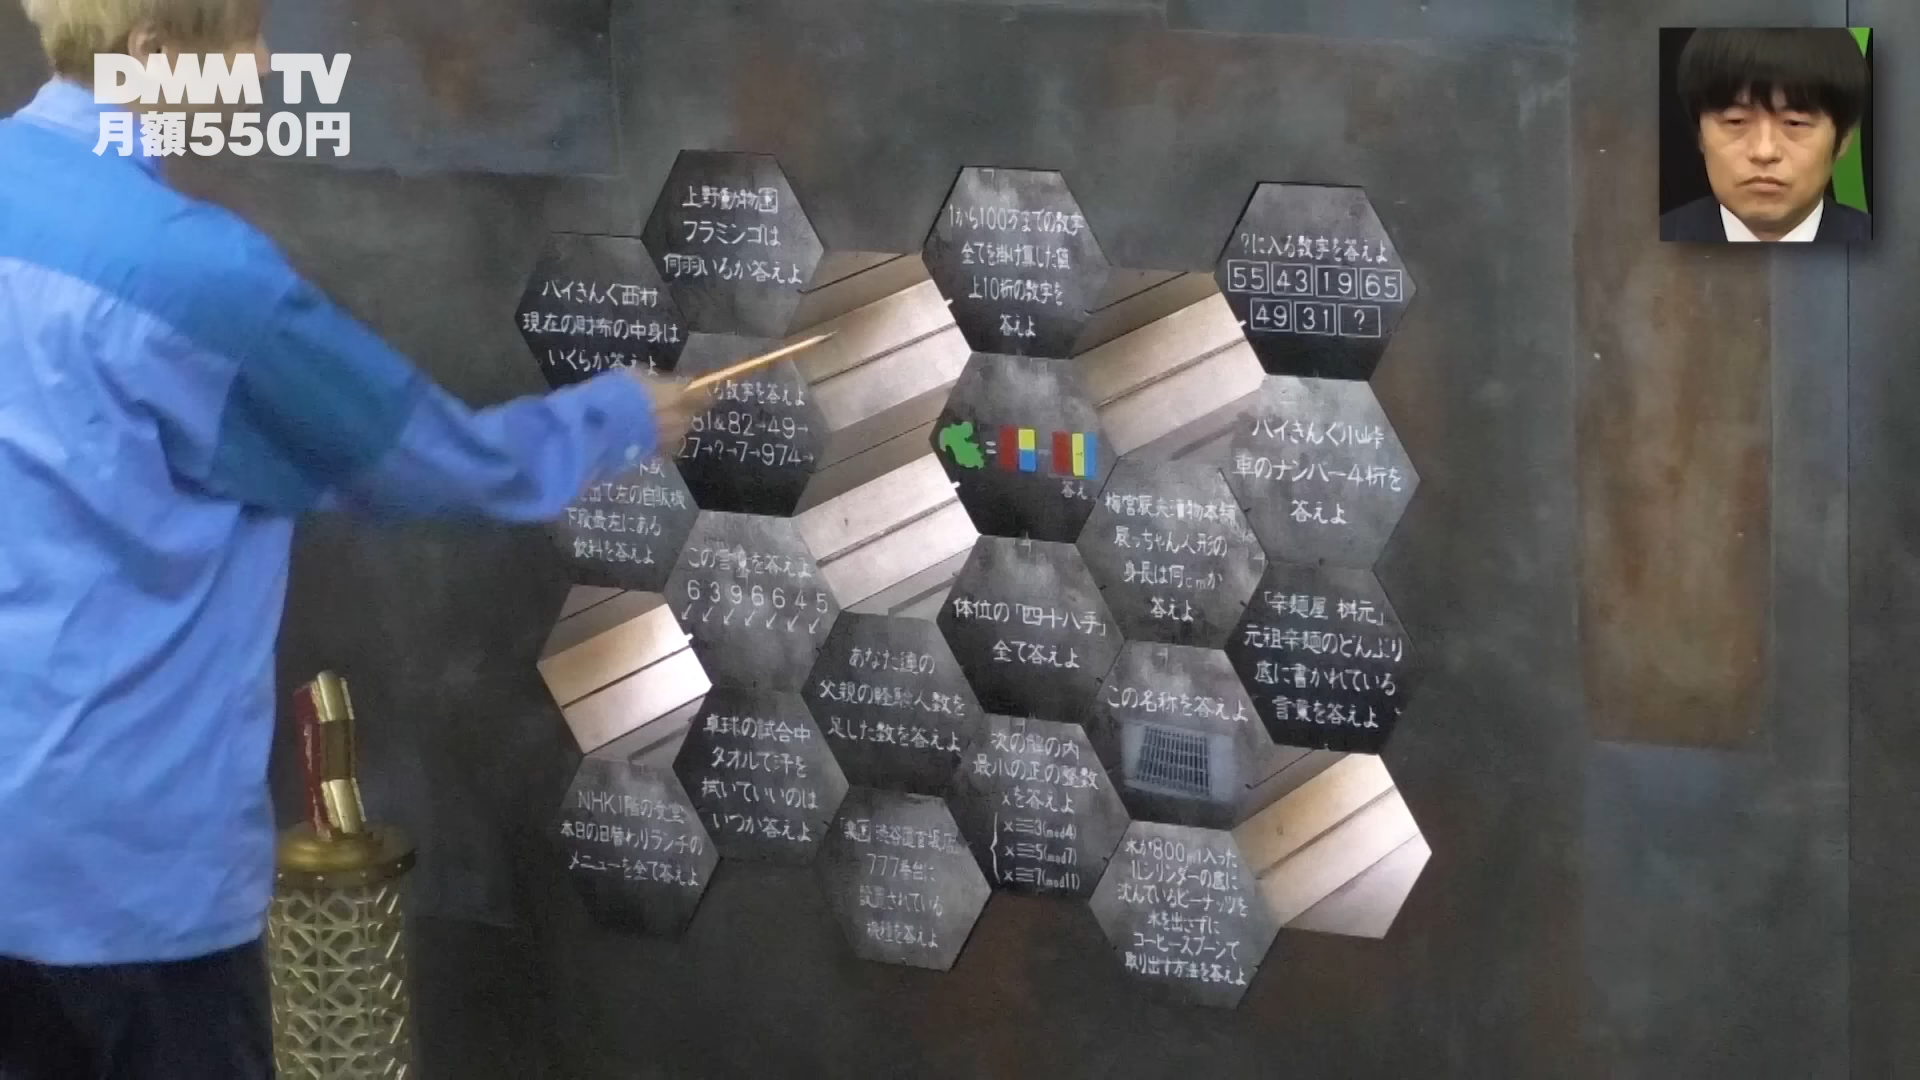 DMM TV
月額550円
上野動物園
フラミンゴは
何羽いるか答えよ
1から100万までの数字
全てを掛け算した値
上10桁の数字を
答えよ
?に入る数字を答えよ
55 43 19 65
49 31 ?
バイきんぐ西村
現在の財布の中身は
いくらか答えよ
る数字を答えよ
81&82→49→
27→?→7→974→
=
答え
バイきんぐ小峠
車のナンバー4桁を
答えよ
出て左の自販機
下段最左にある
飲料を答えよ
この言葉を答えよ
6 3 9 6 6 4 5
↙ ↙ ↙ ↙ ↙ ↙ ↙
梅宮辰夫漬物本舗
辰っちゃん人形の
身長は何cmか
答えよ
体位の「四十八手」
全て答えよ
「辛麺屋 桝元」
元祖辛麺のどんぶり
底に書かれている
言葉を答えよ
あなた達の
父親の経験人数を
足した数を答えよ
この名称を答えよ
卓球の試合中
タオルで汗を
拭いていいのは
いつか答えよ
次の解の内
最小の正の整数
xを答えよ
x≡3(mod4)
x≡5(mod7)
x≡7(mod11)
NHK1階の食堂
本日の日替わりランチの
メニューを全て答えよ
「楽園 渋谷道玄坂店」
777番台に
設置されている
機種を答えよ
水が800ml入った
1Lシリンダーの底に
沈んでいるピーナッツを
水を出さずに
コーヒースプーンで
取り出す方法を答えよ